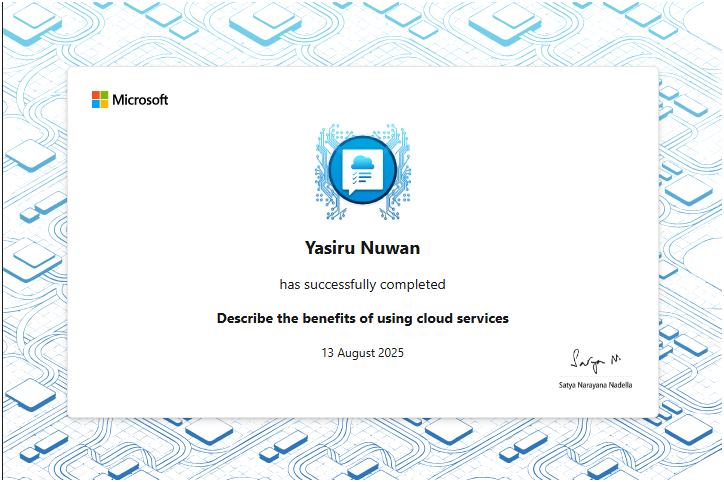 Microsoft
Yasiru Nuwan
has successfully completed
Describe the benefits of using cloud services
13 August 2025
Satya N.
Satya Narayana Nadella